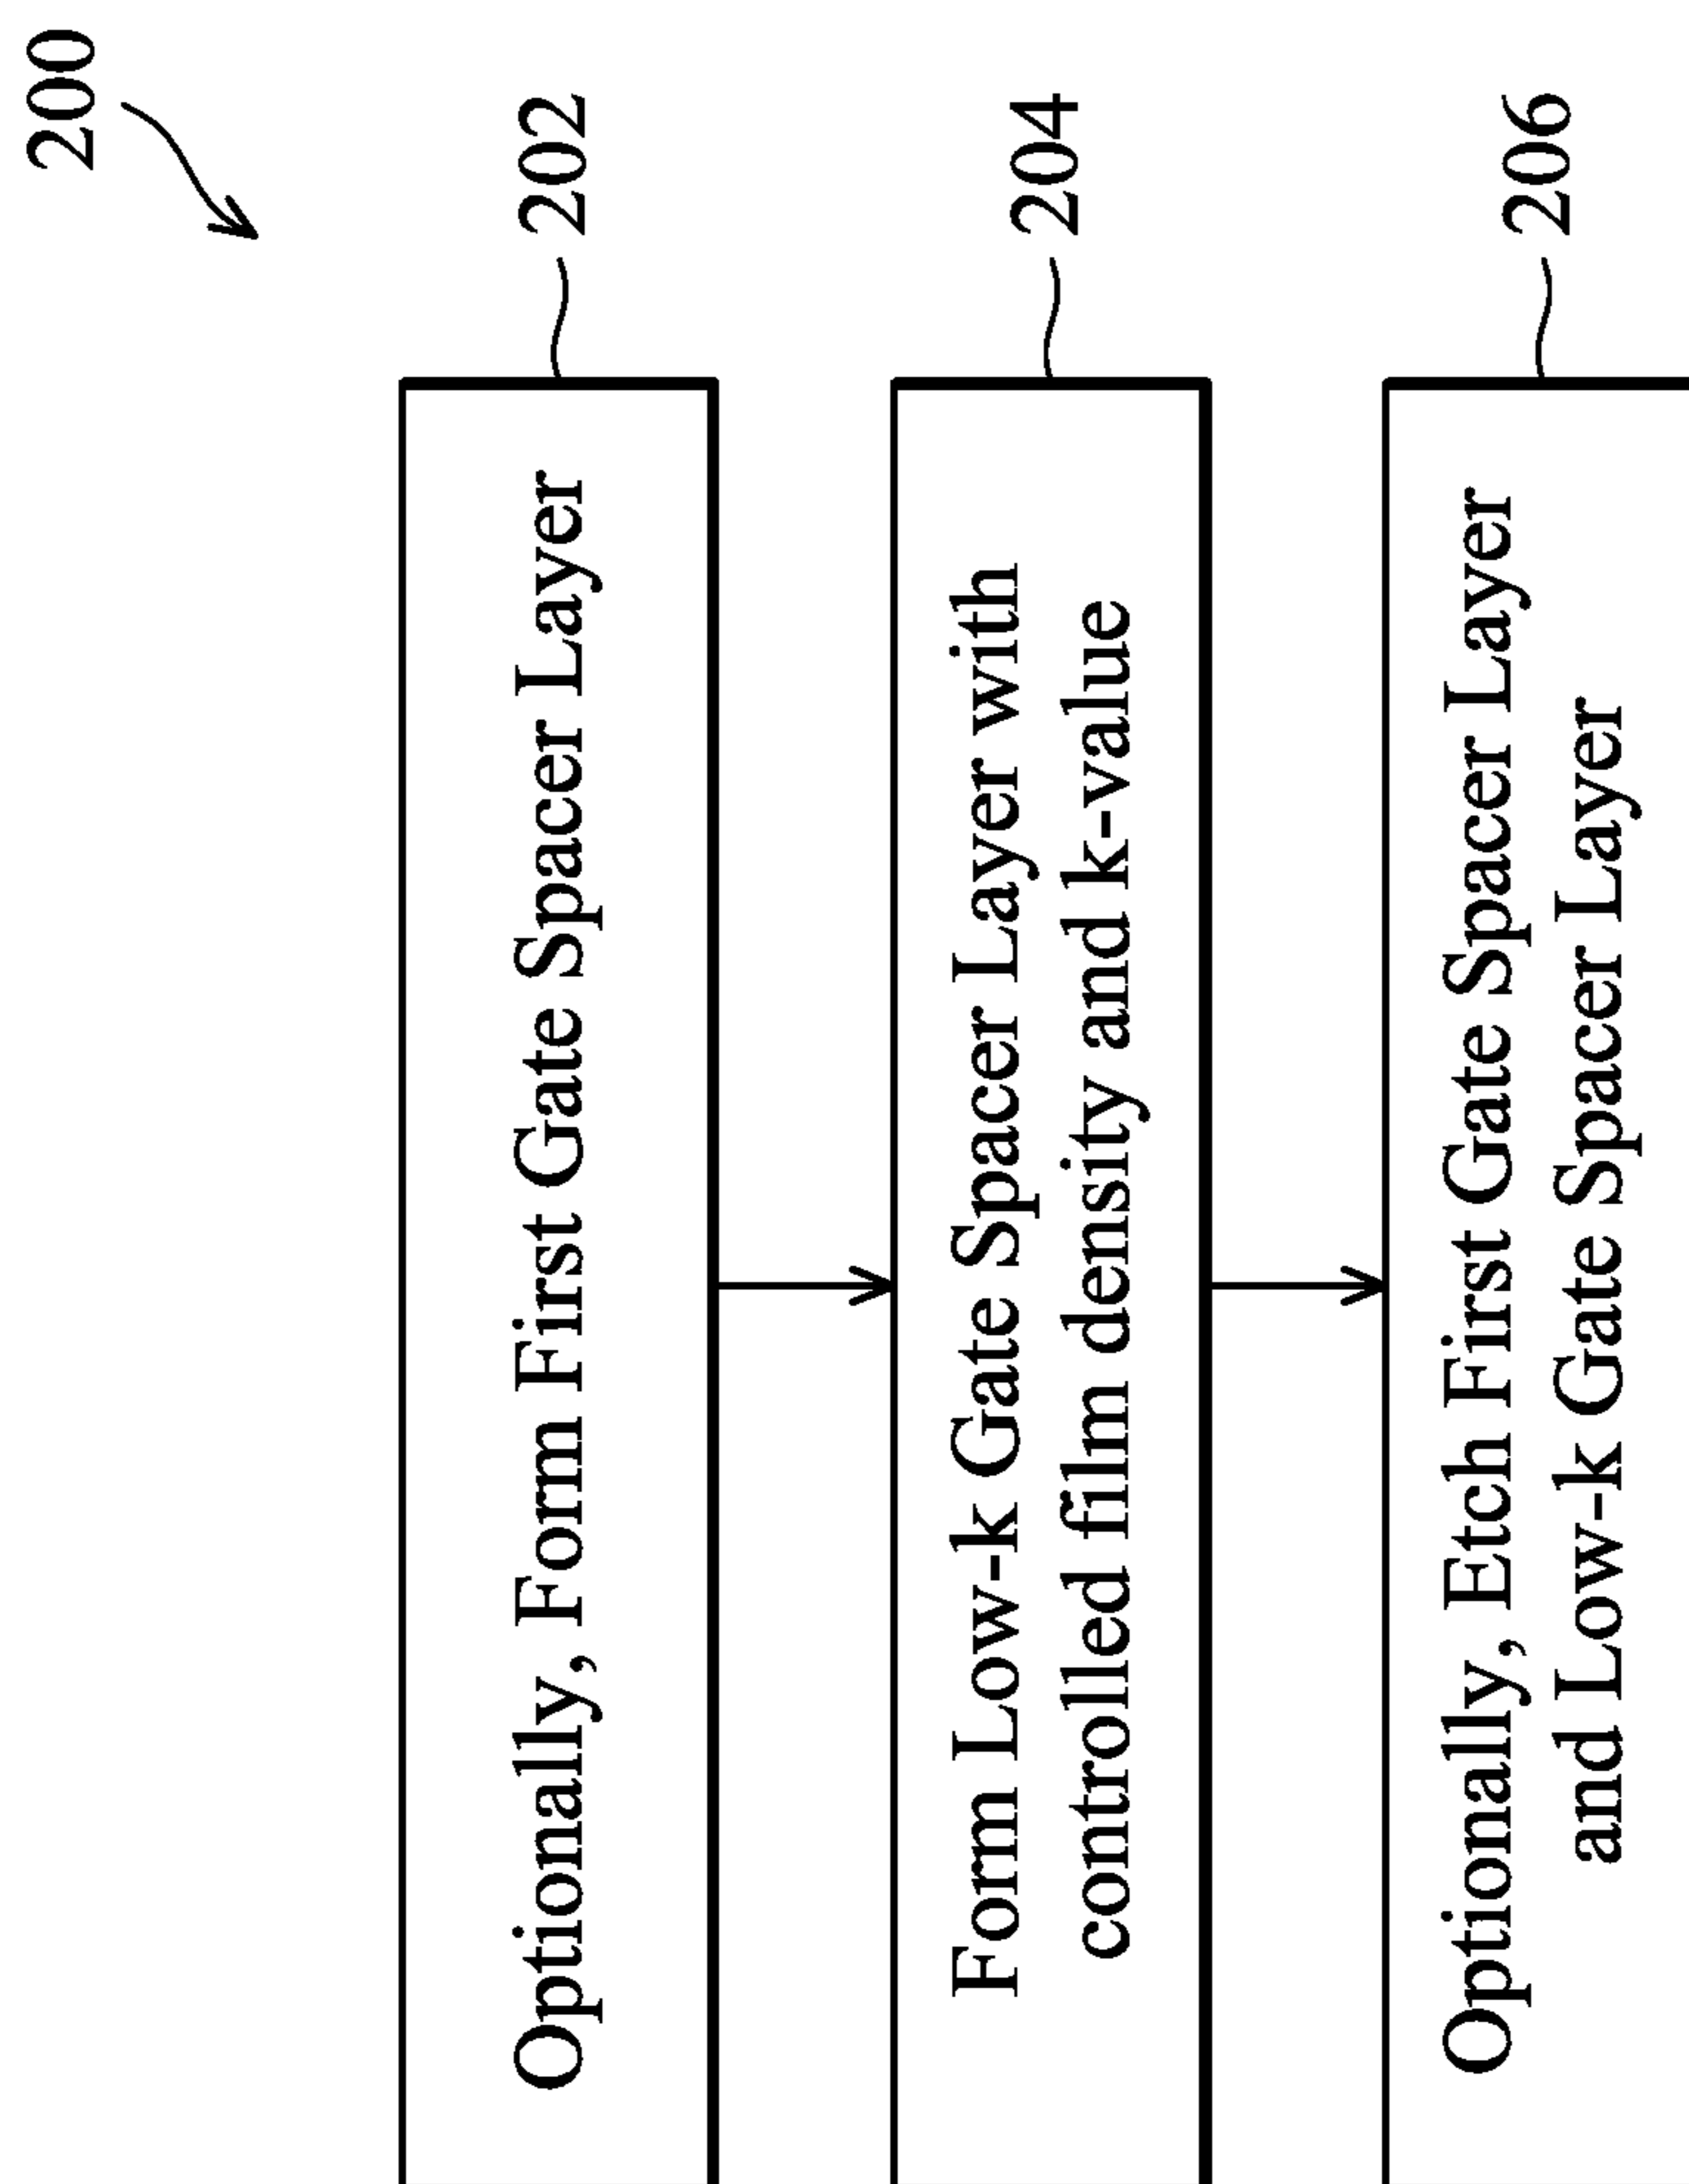 200
Optionally, Form First Gate Spacer Layer
202
Form Low-k Gate Spacer Layer with
controlled film density and k-value
204
Optionally, Etch First Gate Spacer Layer
and Low-k Gate Spacer Layer
206